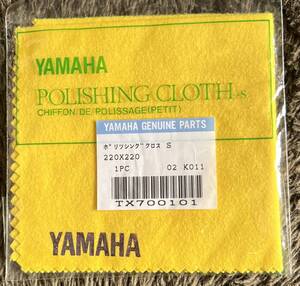 YAMAHA
POLISHING CLOTH-S
CHIFFON DE POLISSAGE(PETIT)
YAMAHA GENUINE PARTS
ポリツシングクロス S
220X220
1PC 02 K011
TX700101
YAMAHA